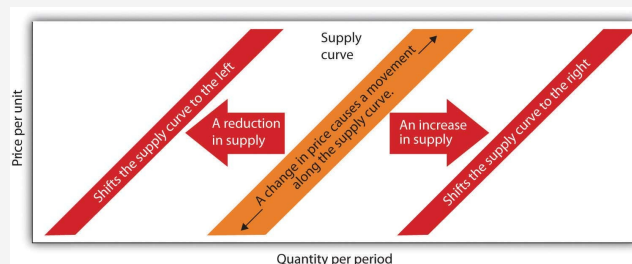 Supply
curve
Price per unit
Shifts the supply curve to the left
A reduction
in supply
A change in price causes a movement
along the supply curve.
An increase
in supply
Shifts the supply curve to the right
Quantity per period